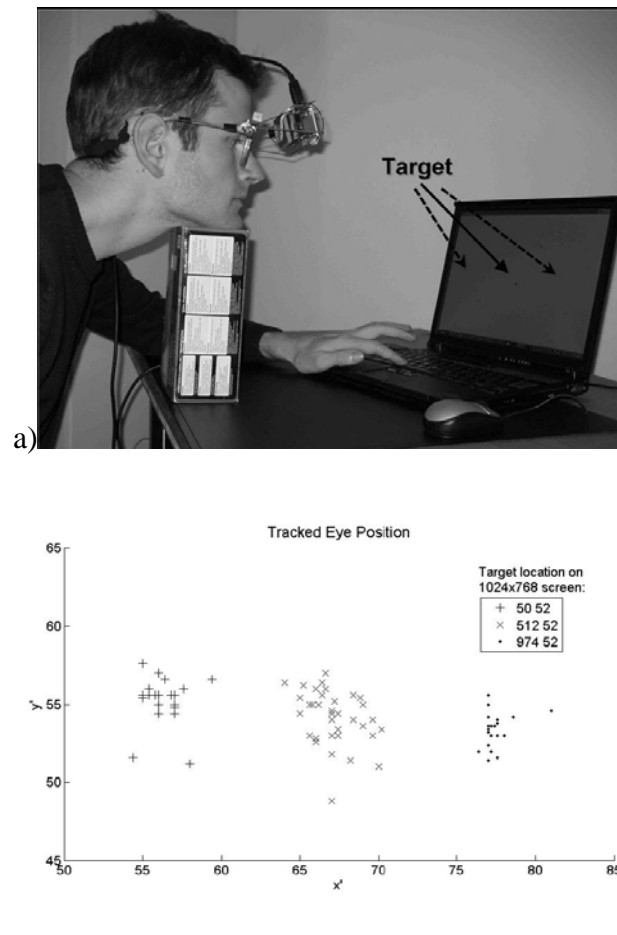 Target
a)
Tracked Eye Position
65
Target location on
1024x768 screen:
+ 50 52
× 512 52
• 974 52
60
y'
55
50
45
50 55 60 65 70 75 80 85
x'